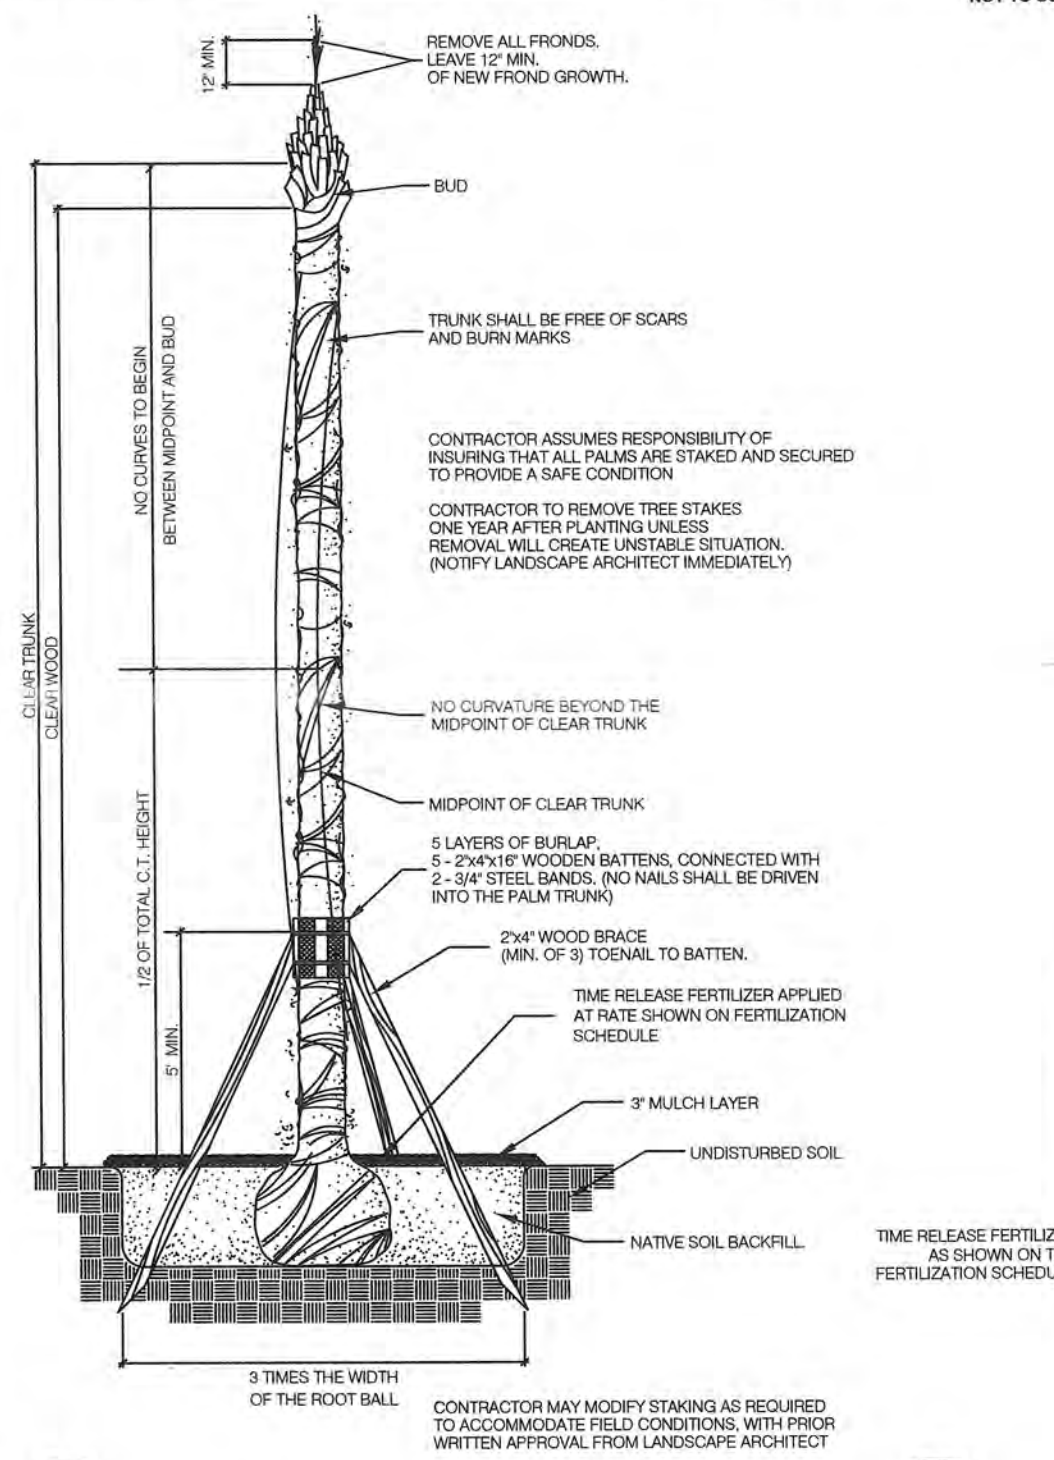 12" MIN.
REMOVE ALL FRONDS.
LEAVE 12" MIN.
OF NEW FROND GROWTH.
BUD
TRUNK SHALL BE FREE OF SCARS
AND BURN MARKS
NO CURVES TO BEGIN
BETWEEN MIDPOINT AND BUD
CONTRACTOR ASSUMES RESPONSIBILITY OF
INSURING THAT ALL PALMS ARE STAKED AND SECURED
TO PROVIDE A SAFE CONDITION
CONTRACTOR TO REMOVE TREE STAKES
ONE YEAR AFTER PLANTING UNLESS
REMOVAL WILL CREATE UNSTABLE SITUATION.
(NOTIFY LANDSCAPE ARCHITECT IMMEDIATELY)
CLEAR TRUNK
CLEAR WOOD
NO CURVATURE BEYOND THE
MIDPOINT OF CLEAR TRUNK
MIDPOINT OF CLEAR TRUNK
1/2 OF TOTAL C.T. HEIGHT
5 LAYERS OF BURLAP,
5 - 2"x4"x16" WOODEN BATTENS, CONNECTED WITH
2 - 3/4" STEEL BANDS. (NO NAILS SHALL BE DRIVEN
INTO THE PALM TRUNK)
2"x4" WOOD BRACE
(MIN. OF 3) TOENAIL TO BATTEN.
5' MIN.
TIME RELEASE FERTILIZER APPLIED
AT RATE SHOWN ON FERTILIZATION
SCHEDULE
3" MULCH LAYER
UNDISTURBED SOIL
NATIVE SOIL BACKFILL
TIME RELEASE
AS SHOWN ON
FERTILIZATION
3 TIMES THE WIDTH
OF THE ROOT BALL
CONTRACTOR MAY MODIFY STAKING AS REQUIRED
TO ACCOMMODATE FIELD CONDITIONS, WITH PRIOR
WRITTEN APPROVAL FROM LANDSCAPE ARCHITECT